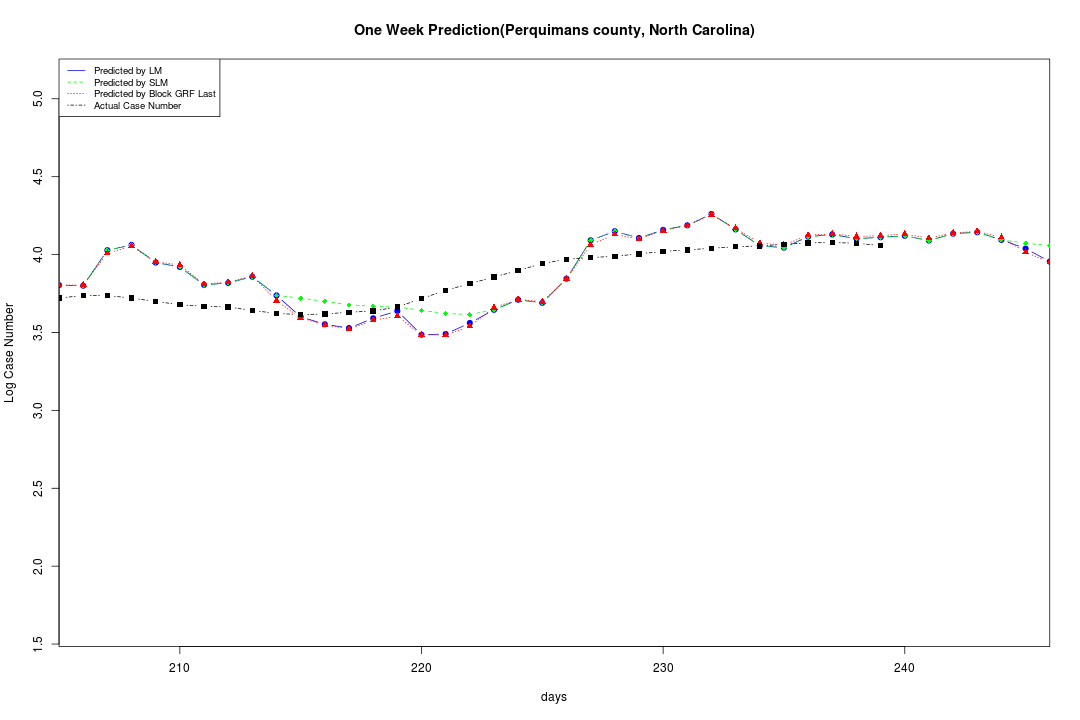 One Week Prediction(Perquimans county, North Carolina)
Predicted by LM
Predicted by SLM
Predicted by Block GRF Last
Actual Case Number
5.0
4.5
4.0
3.5
3.0
2.5
2.0
1.5
Log Case Number
210 220 230 240
days